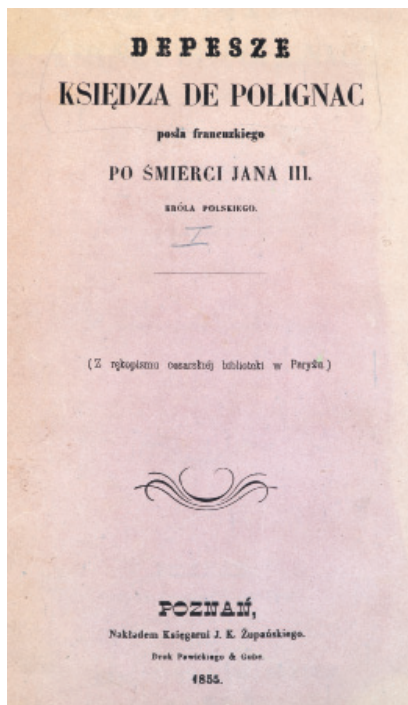 DEPESZE
KSIĘDZA DE POLIGNAC
posła francuzkiego
PO ŚMIERCI JANA III.
KRÓLA POLSKIEGO.
I
(Z rękopismu cesarskiéj biblioteki w Paryżu)
POZNAŃ,
Nakładem Księgarni J. K. Żupańskiego.
Druk Pawickiego & Gube.
1855.